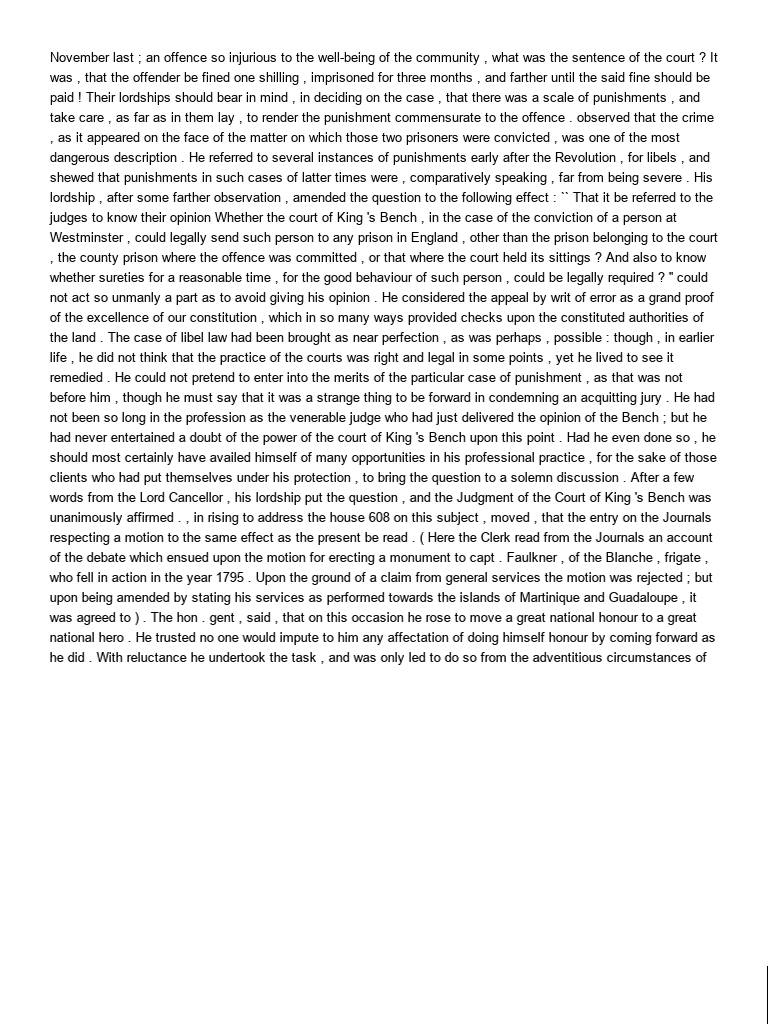 November last ; an offence so injurious to the well-being of the community , what was the sentence of the court ? It
was , that the offender be fined one shilling , imprisoned for three months , and farther until the said fine should be
paid ! Their lordships should bear in mind , in deciding on the case , that there was a scale of punishments , and
take care , as far as in them lay , to render the punishment commensurate to the offence . observed that the crime
, as it appeared on the face of the matter on which those two prisoners were convicted , was one of the most
dangerous description . He referred to several instances of punishments early after the Revolution , for libels , and
shewed that punishments in such cases of latter times were , comparatively speaking , far from being severe . His
lordship , after some farther observation , amended the question to the following effect : `` That it be referred to the
judges to know their opinion Whether the court of King 's Bench , in the case of the conviction of a person at
Westminster , could legally send such person to any prison in England , other than the prison belonging to the court
, the county prison where the offence was committed , or that where the court held its sittings ? And also to know
whether sureties for a reasonable time , for the good behaviour of such person , could be legally required ? " could
not act so unmanly a part as to avoid giving his opinion . He considered the appeal by writ of error as a grand proof
of the excellence of our constitution , which in so many ways provided checks upon the constituted authorities of
the land . The case of libel law had been brought as near perfection , as was perhaps , possible : though , in earlier
life , he did not think that the practice of the courts was right and legal in some points , yet he lived to see it
remedied . He could not pretend to enter into the merits of the particular case of punishment , as that was not
before him , though he must say that it was a strange thing to be forward in condemning an acquitting jury . He had
not been so long in the profession as the venerable judge who had just delivered the opinion of the Bench ; but he
had never entertained a doubt of the power of the court of King 's Bench upon this point . Had he even done so , he
should most certainly have availed himself of many opportunities in his professional practice , for the sake of those
clients who had put themselves under his protection , to bring the question to a solemn discussion . After a few
words from the Lord Cancellor , his lordship put the question , and the Judgment of the Court of King 's Bench was
unanimously affirmed . , in rising to address the house 608 on this subject , moved , that the entry on the Journals
respecting a motion to the same effect as the present be read . ( Here the Clerk read from the Journals an account
of the debate which ensued upon the motion for erecting a monument to capt . Faulkner , of the Blanche , frigate ,
who fell in action in the year 1795 . Upon the ground of a claim from general services the motion was rejected ; but
upon being amended by stating his services as performed towards the islands of Martinique and Guadaloupe , it
was agreed to ) . The hon . gent , said , that on this occasion he rose to move a great national honour to a great
national hero . He trusted no one would impute to him any affectation of doing himself honour by coming forward as
he did . With reluctance he undertook the task , and was only led to do so from the adventitious circumstances of